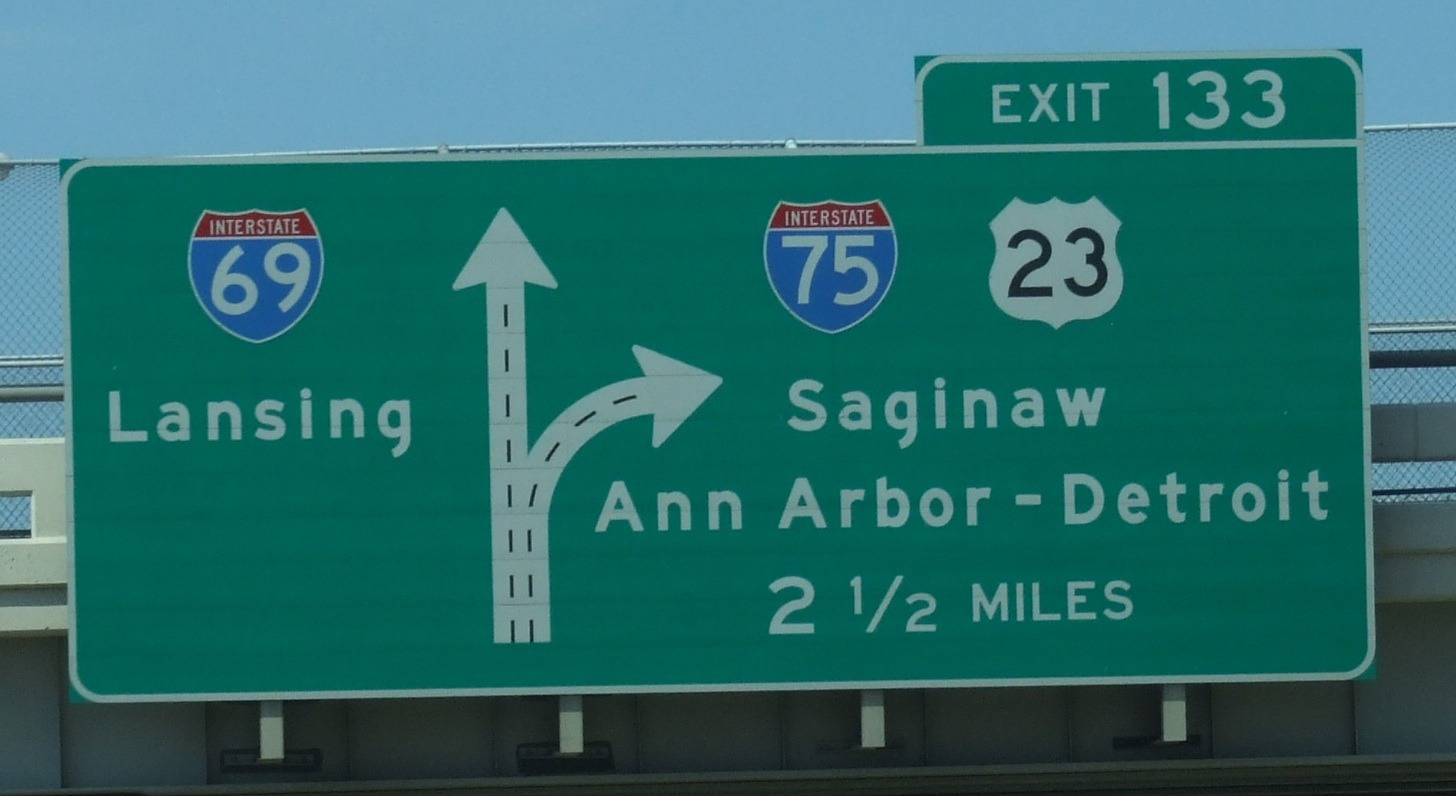 EXIT 133
INTERSTATE
69
Lansing
INTERSTATE
75
23
Saginaw
Ann Arbor - Detroit
2 1/2 MILES